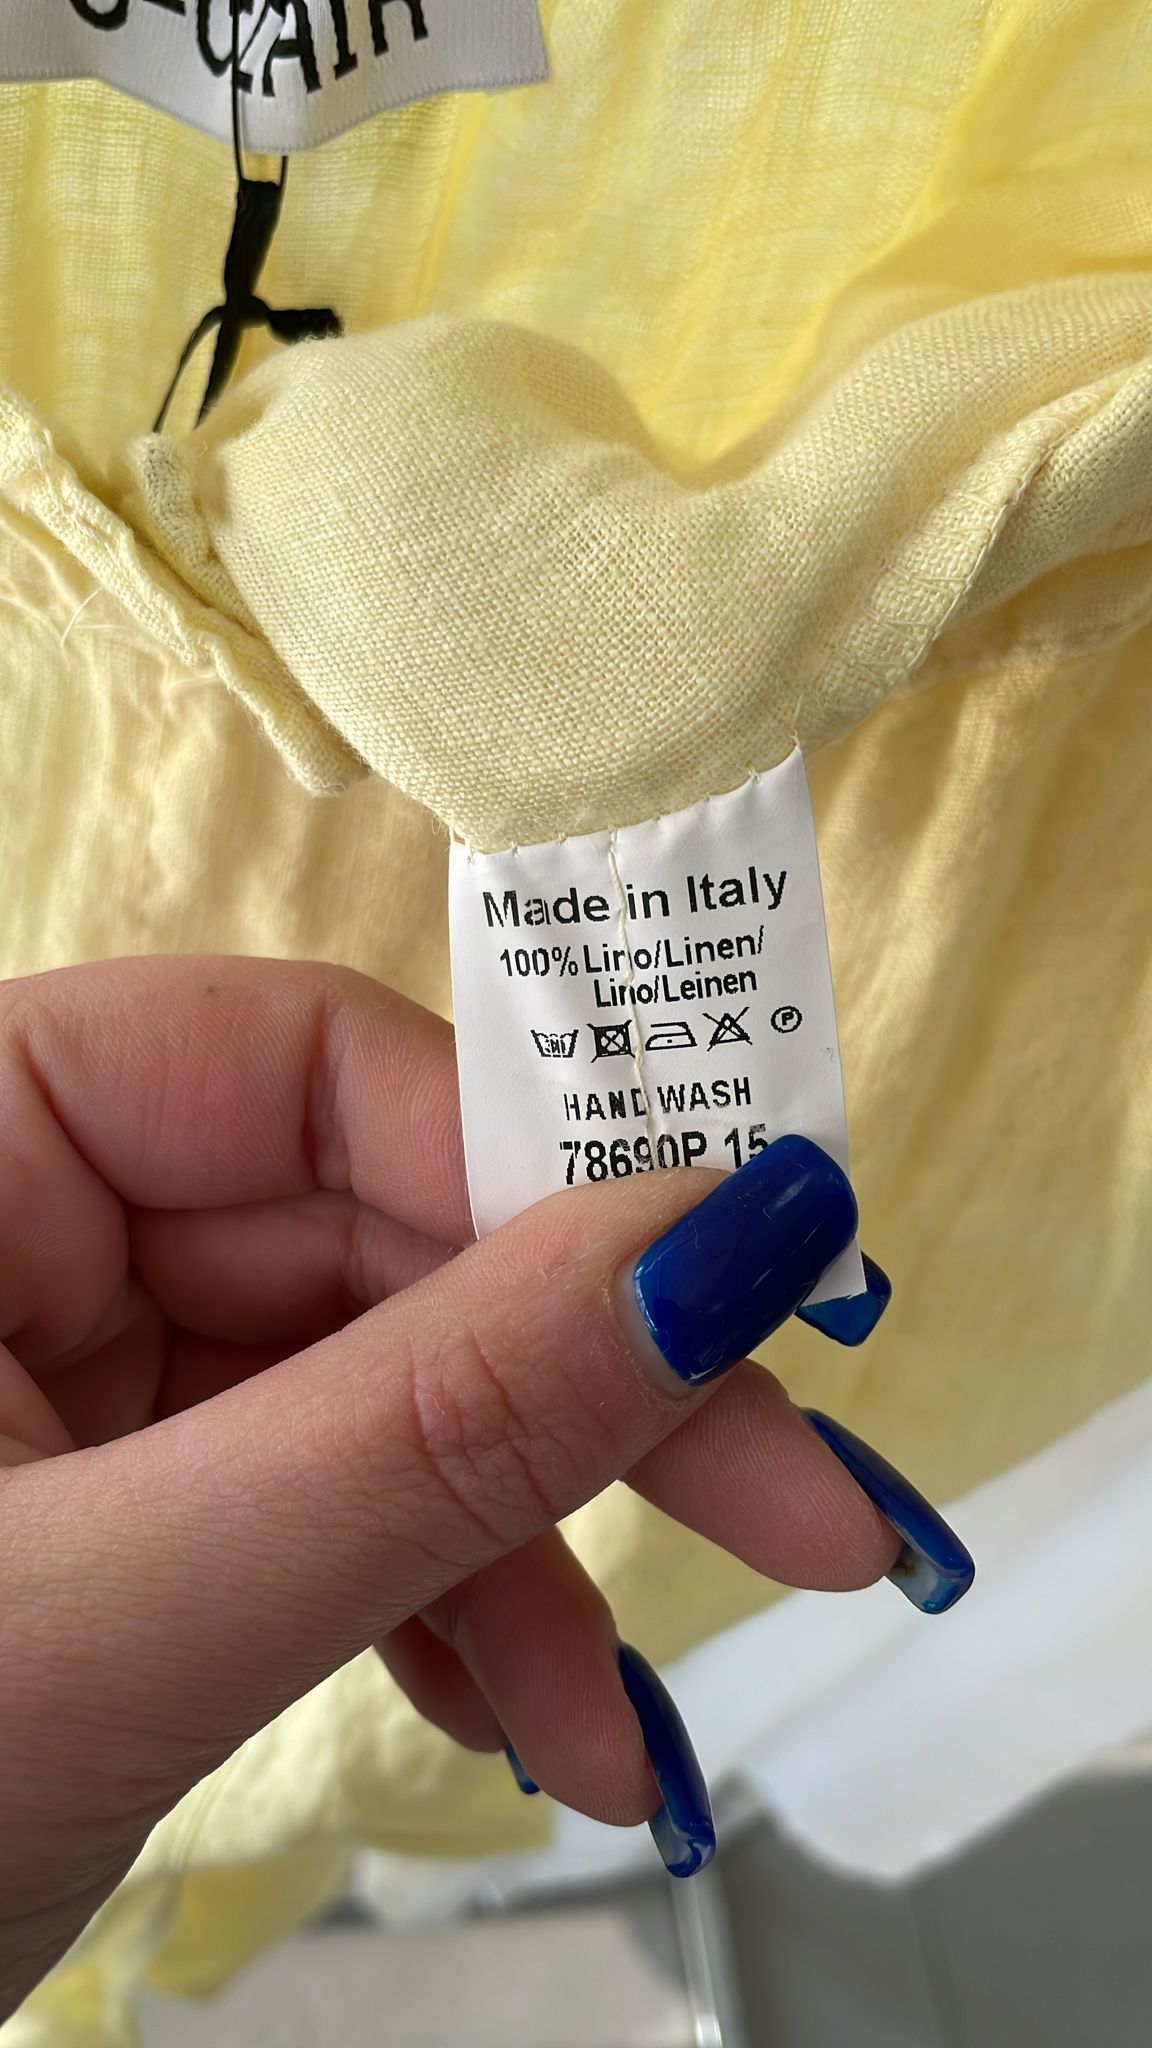 Made in Italy
100% Lino/Linen/
Lino/Leinen
P
HAND WASH
78690P 15